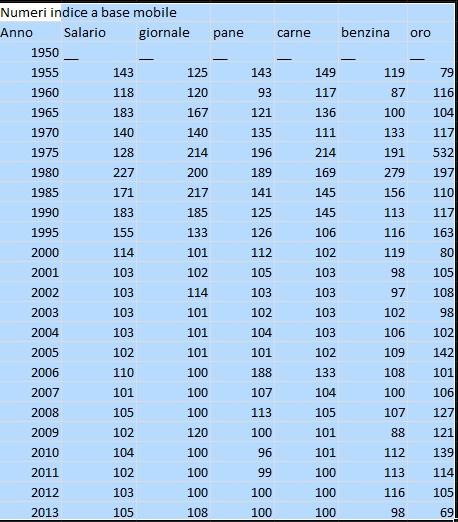 Numeri indice a base mobile
Anno Salario giornale pane carne benzina oro
1950 __ __ __ __ __ __
1955 143 125 143 149 119 79
1960 118 120 93 117 87 116
1965 183 167 121 136 100 104
1970 140 140 135 111 133 117
1975 128 214 196 214 191 532
1980 227 200 189 169 279 197
1985 171 217 141 145 156 110
1990 183 185 125 145 113 117
1995 155 133 126 106 116 163
2000 114 101 112 102 119 80
2001 103 102 105 103 98 105
2002 103 114 103 103 97 108
2003 103 101 102 103 102 98
2004 103 101 104 103 106 102
2005 102 101 101 102 109 142
2006 110 100 188 133 108 101
2007 101 100 107 104 100 106
2008 105 100 113 105 107 127
2009 102 120 100 101 88 121
2010 104 100 96 101 112 139
2011 102 100 99 100 113 114
2012 103 100 100 100 116 105
2013 105 108 100 100 98 69